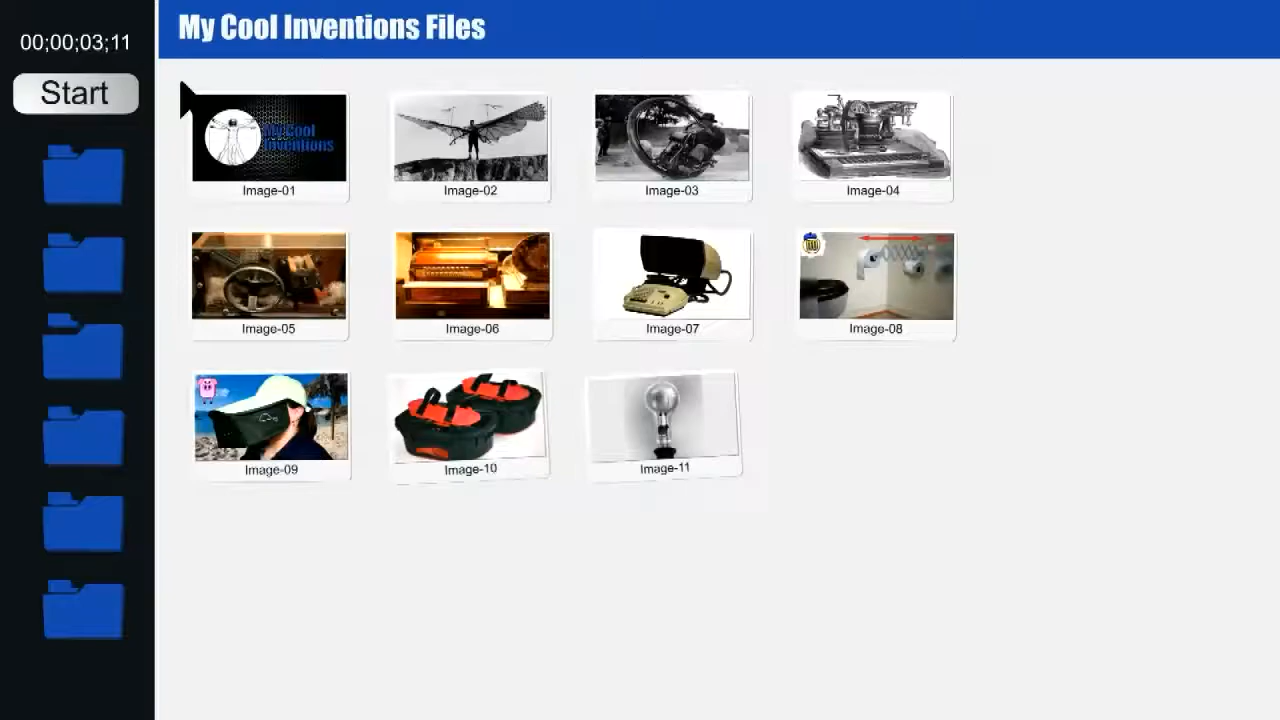 My Cool Inventions Files
00;00;03;11
Start
My Cool
Inventions
Image-01
Image-02
Image-03
Image-04
Image-05
Image-06
Image-07
Image-08
Image-09
Image-10
Image-11